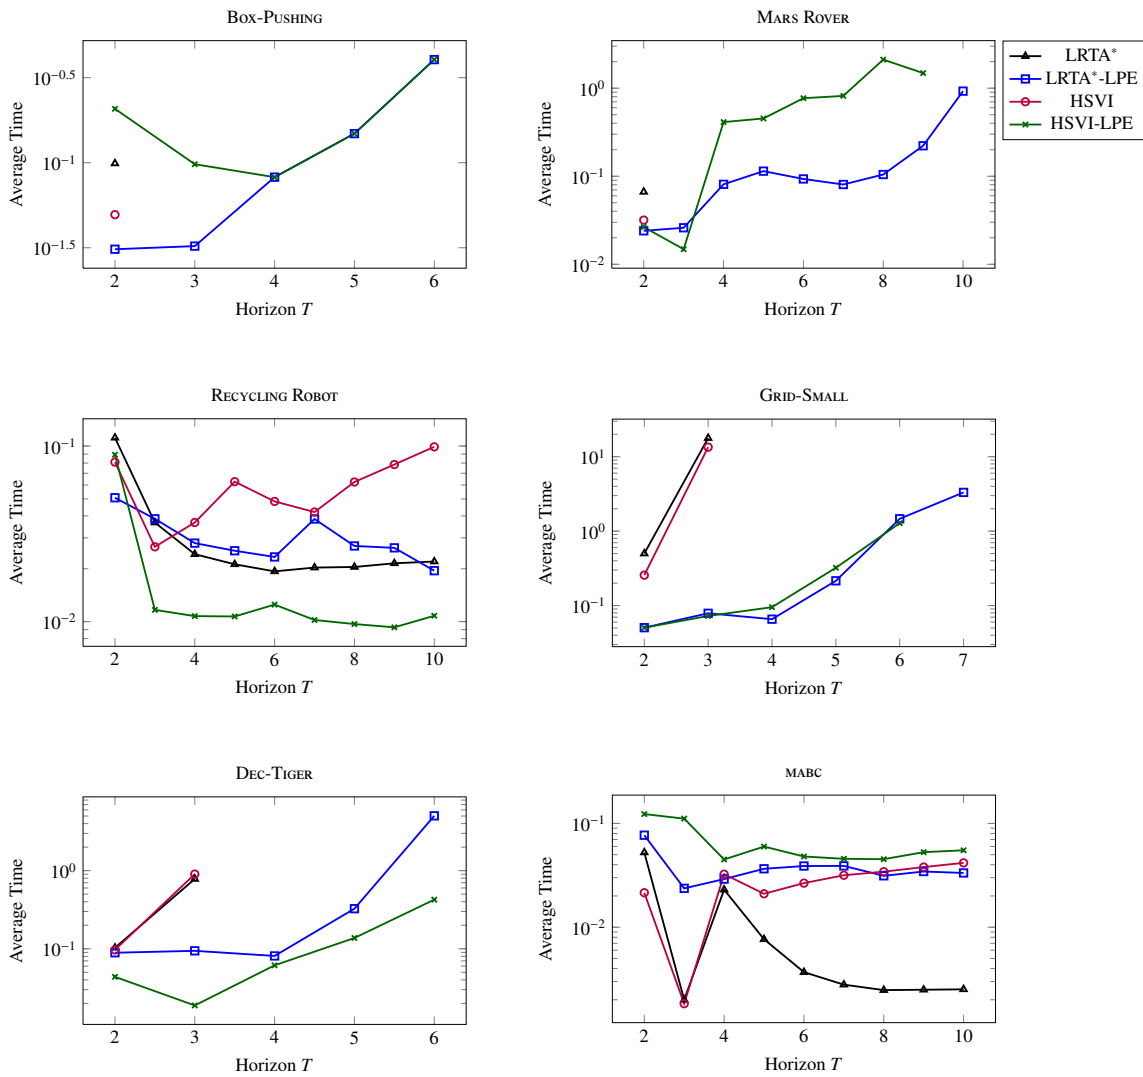 Box-Pushing
Average Time
10^−0.5
10^−1
10^−1.5
2 3 4 5 6
Horizon T
Mars Rover
Average Time
10^0
10^−1
10^−2
2 4 6 8 10
Horizon T
LRTA*
LRTA*-LPE
HSVI
HSVI-LPE
Recycling Robot
Average Time
10^−1
10^−2
2 4 6 8 10
Horizon T
Grid-Small
Average Time
10^1
10^0
10^−1
2 3 4 5 6 7
Horizon T
Dec-Tiger
Average Time
10^0
10^−1
2 3 4 5 6
Horizon T
mabc
Average Time
10^−1
10^−2
2 4 6 8 10
Horizon T